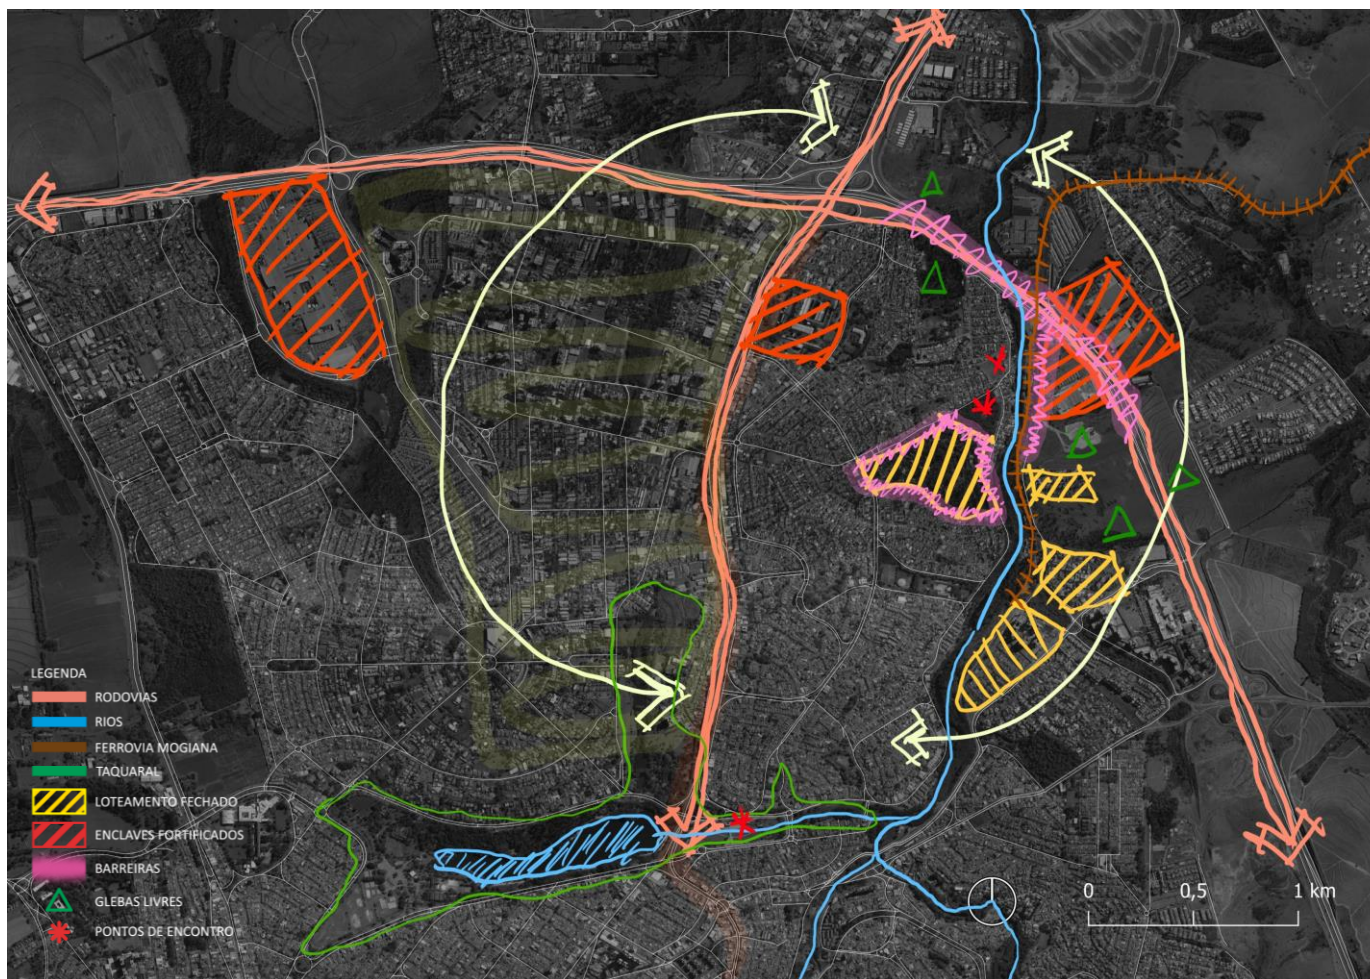 LEGENDA
RODOVIAS
RIOS
FERROVIA MOGIANA
TAQUARAL
LOTEAMENTO FECHADO
ENCLAVES FORTIFICADOS
BARREIRAS
GLEBAS LIVRES
PONTOS DE ENCONTRO
0 0,5 1 km